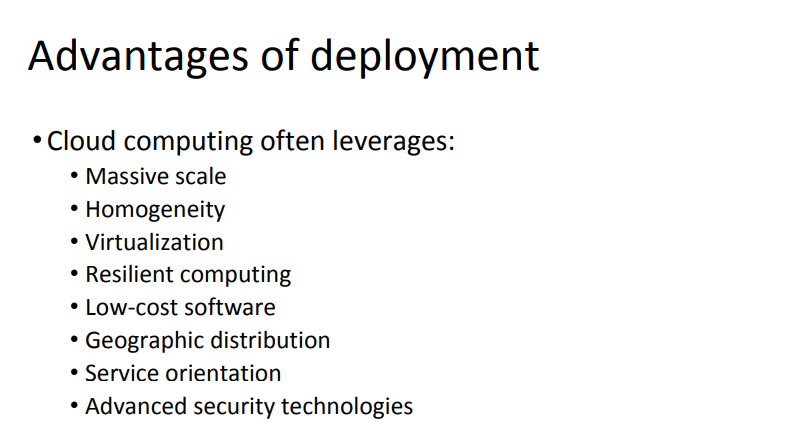 Advantages of deployment
• Cloud computing often leverages:
• Massive scale
• Homogeneity
• Virtualization
• Resilient computing
• Low-cost software
• Geographic distribution
• Service orientation
• Advanced security technologies